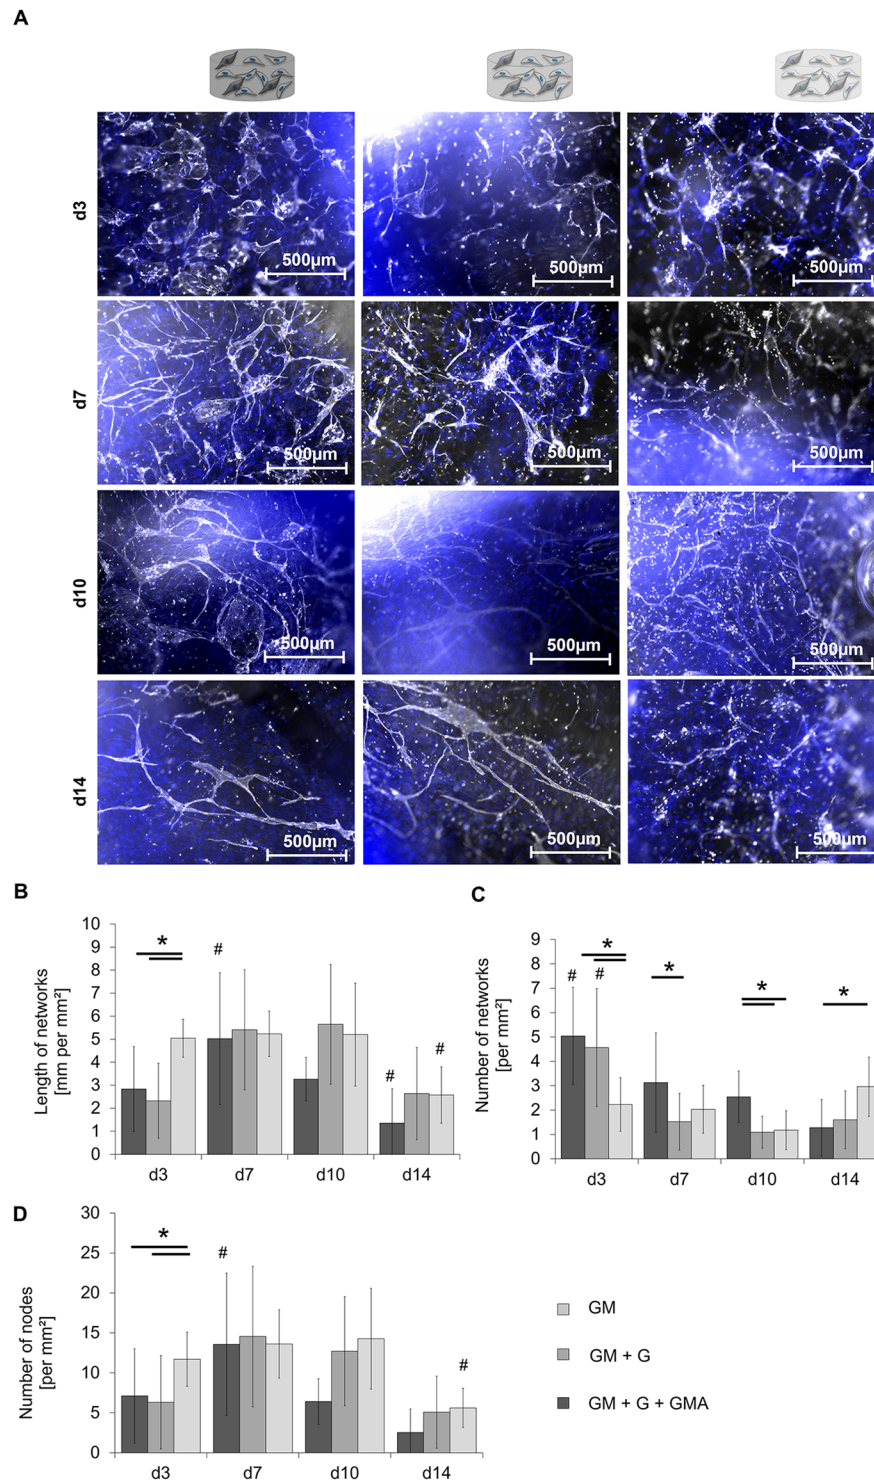 A
d3
500µm
500µm
500µm
d7
500µm
500µm
500µm
d10
500µm
500µm
500µm
d14
500µm
500µm
500µm
B
Length of networks
[mm per mm²]
10
9
8
7
6
5
4
3
2
1
0
*
#
#
#
d3
d7
d10
d14
C
Number of networks
[per mm²]
9
8
7
6
5
4
3
2
1
0
*
#
#
*
*
*
d3
d7
d10
d14
D
Number of nodes
[per mm²]
30
25
20
15
10
5
0
*
#
#
d3
d7
d10
d14
GM
GM + G
GM + G + GMA